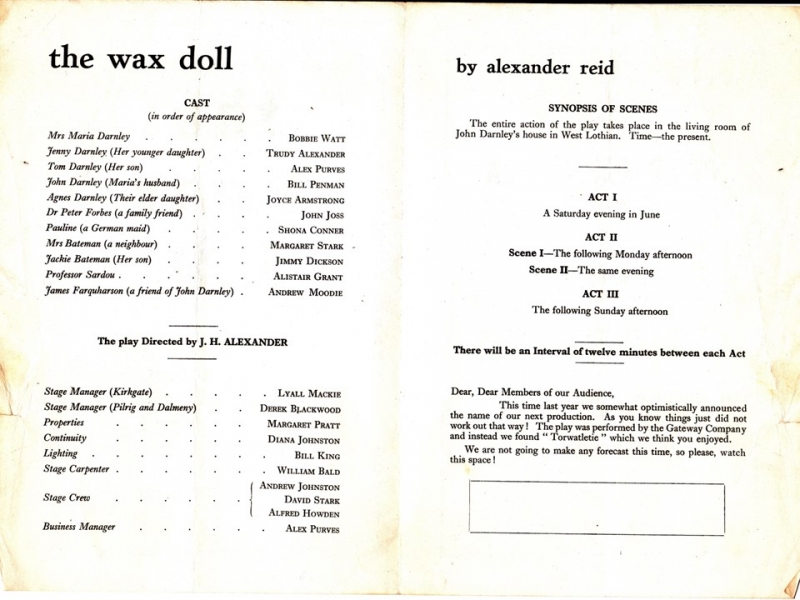 the wax doll
CAST
(in order of appearance)
Mrs Maria Darnley . . . . . BOBBIE WATT
Jenny Darnley (Her younger daughter) . . TRUDY ALEXANDER
Tom Darnley (Her son) . . . . ALEX PURVES
John Darnley (Maria's husband) . . . BILL PENMAN
Agnes Darnley (Their elder daughter) . . JOYCE ARMSTRONG
Dr Peter Forbes (a family friend) . . . . JOHN JOSS
Pauline (a German maid) . . . . . SHONA CONNER
Mrs Bateman (a neighbour) . . . . MARGARET STARK
Jackie Bateman (Her son) . . . . JIMMY DICKSON
Professor Sardou . . . . . . ALISTAIR GRANT
James Farquharson (a friend of John Darnley) . ANDREW MOODIE
The play Directed by J. H. ALEXANDER
Stage Manager (Kirkgate) . . . . . LYALL MACKIE
Stage Manager (Pilrig and Dalmeny) . . DEREK BLACKWOOD
Properties . . . . . . MARGARET PRATT
Continuity . . . . . . DIANA JOHNSTON
Lighting . . . . . . . BILL KING
Stage Carpenter . . . . . . WILLIAM BALD
ANDREW JOHNSTON
Stage Crew . . . . . DAVID STARK
ALFRED HOWDEN
Business Manager . . . . . ALEX PURVES
by alexander reid
SYNOPSIS OF SCENES
The entire action of the play takes place in the living room of
John Darnley's house in West Lothian. Time—the present.
ACT I
A Saturday evening in June
ACT II
Scene I—The following Monday afternoon
Scene II—The same evening
ACT III
The following Sunday afternoon
There will be an Interval of twelve minutes between each Act
Dear, Dear Members of our Audience,
This time last year we somewhat optimistically announced
the name of our next production. As you know things just did not
work out that way! The play was performed by the Gateway Company
and instead we found "Torwatletie" which we think you enjoyed.
We are not going to make any forecast this time, so please, watch
this space!